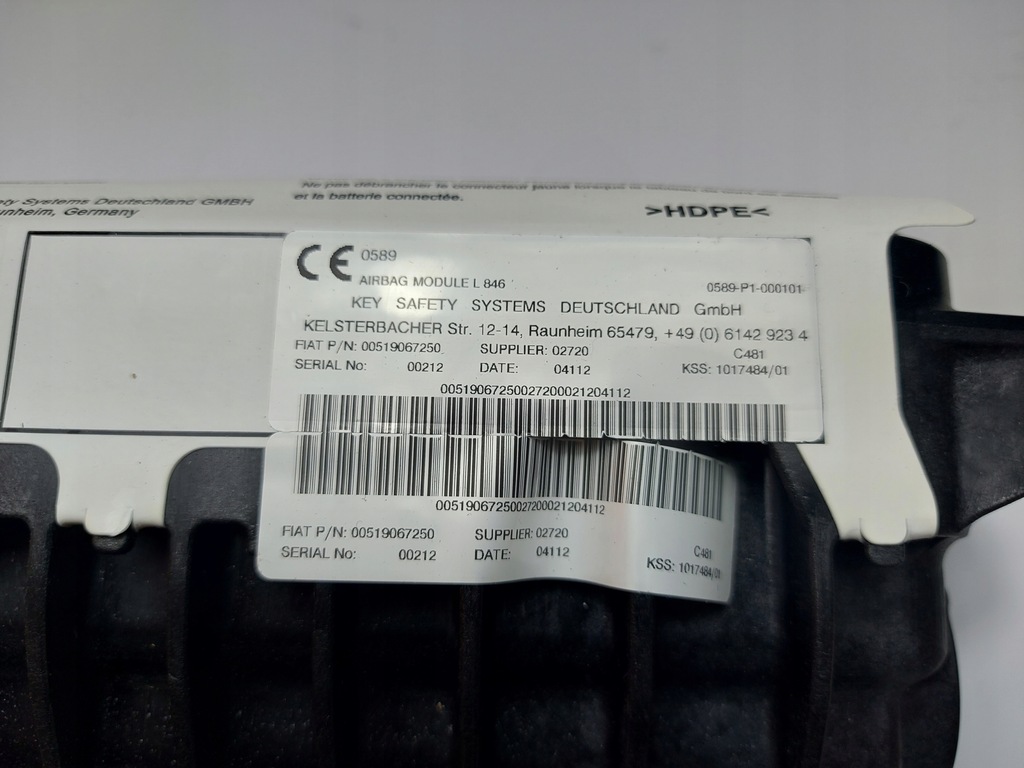 ety Systems Deutschland GMBH
unheim, Germany
Ne pas débrancher le connecteur jaune lorsque le
et la batterie connectée.
>HDPE<
CE 0589
AIRBAG MODULE L 846
0589-P1-000101
KEY SAFETY SYSTEMS DEUTSCHLAND GmbH
KELSTERBACHER Str. 12-14, Raunheim 65479, +49 (0) 6142 923 4
FIAT P/N: 00519067250 SUPPLIER: 02720 C481
SERIAL No: 00212 DATE: 04112 KSS: 1017484/01
00519067250027200021204112
00519067250027200021204112
FIAT P/N: 00519067250 SUPPLIER: 02720 C481
SERIAL No: 00212 DATE: 04112 KSS: 1017484/01